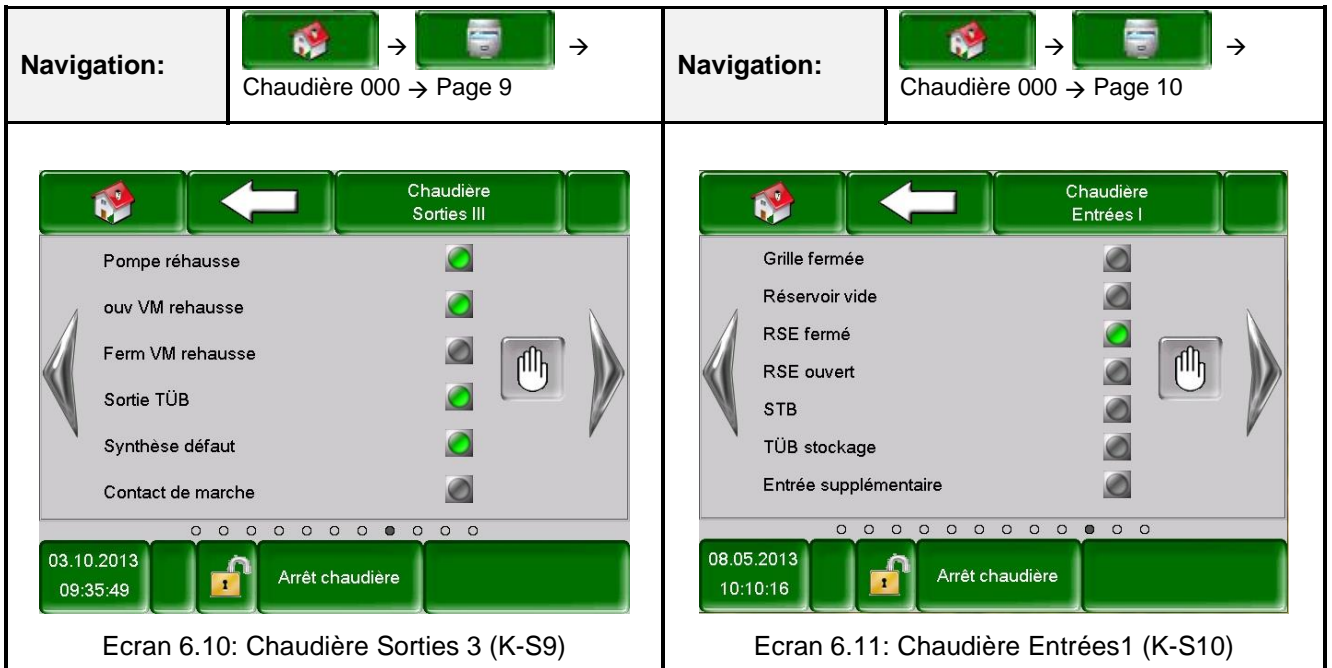 Navigation:
→ →
Chaudière 000 → Page 9
Chaudière
Sorties III
Pompe réhausse
ouv VM rehausse
Ferm VM rehausse
Sortie TÜB
Synthèse défaut
Contact de marche
03.10.2013
09:35:49
Arrêt chaudière
Ecran 6.10: Chaudière Sorties 3 (K-S9)
Navigation:
→ →
Chaudière 000 → Page 10
Chaudière
Entrées I
Grille fermée
Réservoir vide
RSE fermé
RSE ouvert
STB
TÜB stockage
Entrée supplémentaire
08.05.2013
10:10:16
Arrêt chaudière
Ecran 6.11: Chaudière Entrées1 (K-S10)